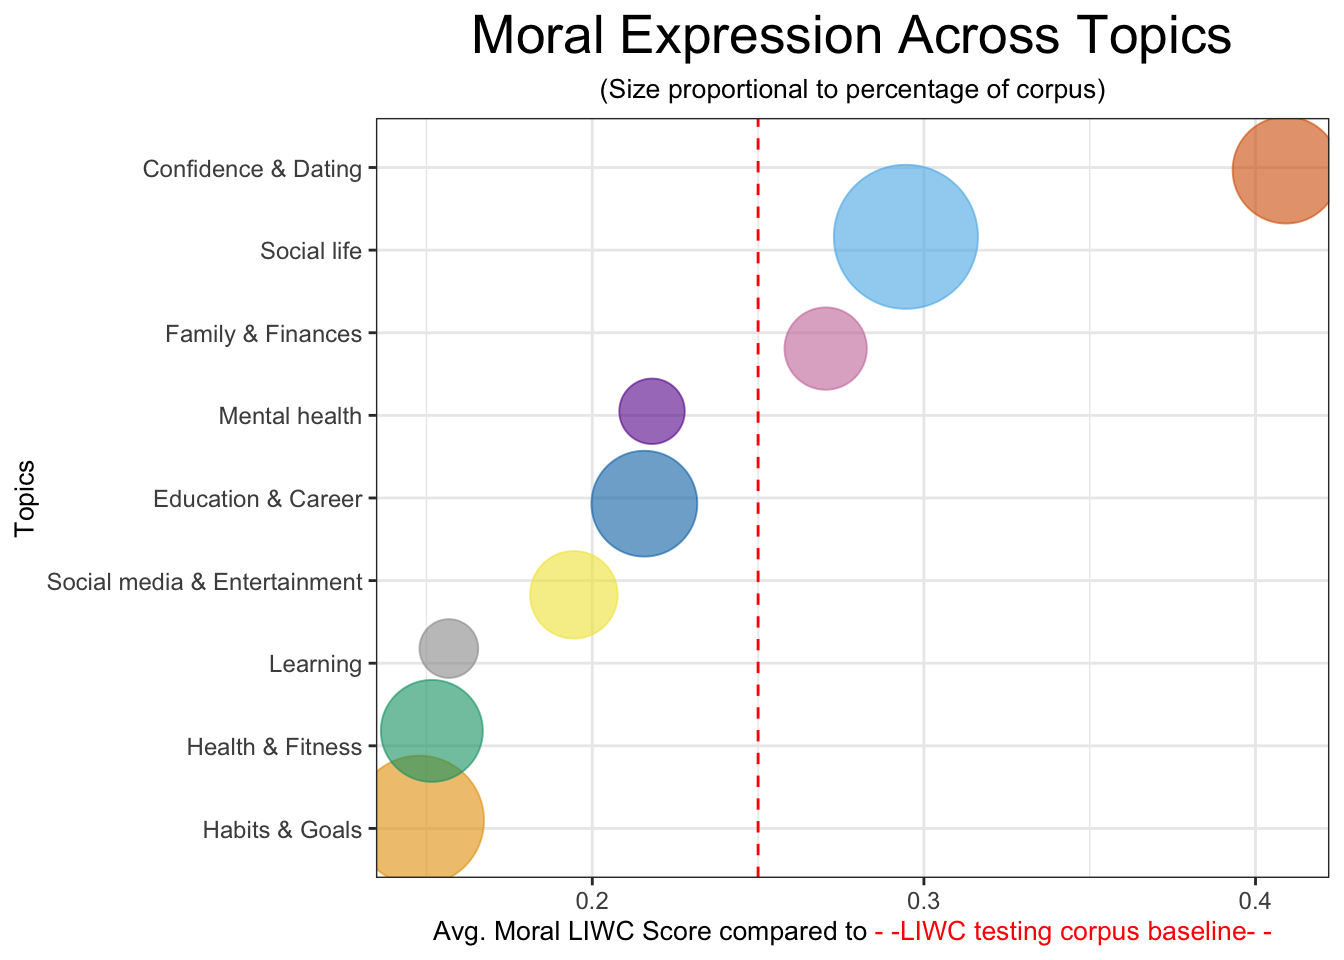 Moral Expression Across Topics
(Size proportional to percentage of corpus)
Topics
Confidence & Dating
Social life
Family & Finances
Mental health
Education & Career
Social media & Entertainment
Learning
Health & Fitness
Habits & Goals
0.2 0.3 0.4
Avg. Moral LIWC Score compared to - -LIWC testing corpus baseline- -